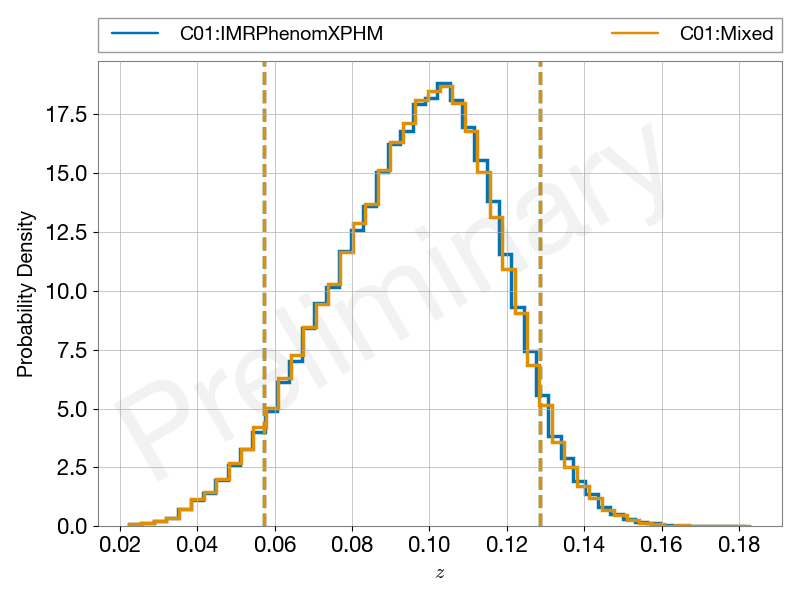 C01:IMRPhenomXPHM C01:Mixed
Probability Density
17.5
15.0
12.5
10.0
7.5
5.0
2.5
0.0
Preliminary
0.02 0.04 0.06 0.08 0.10 0.12 0.14 0.16 0.18
z